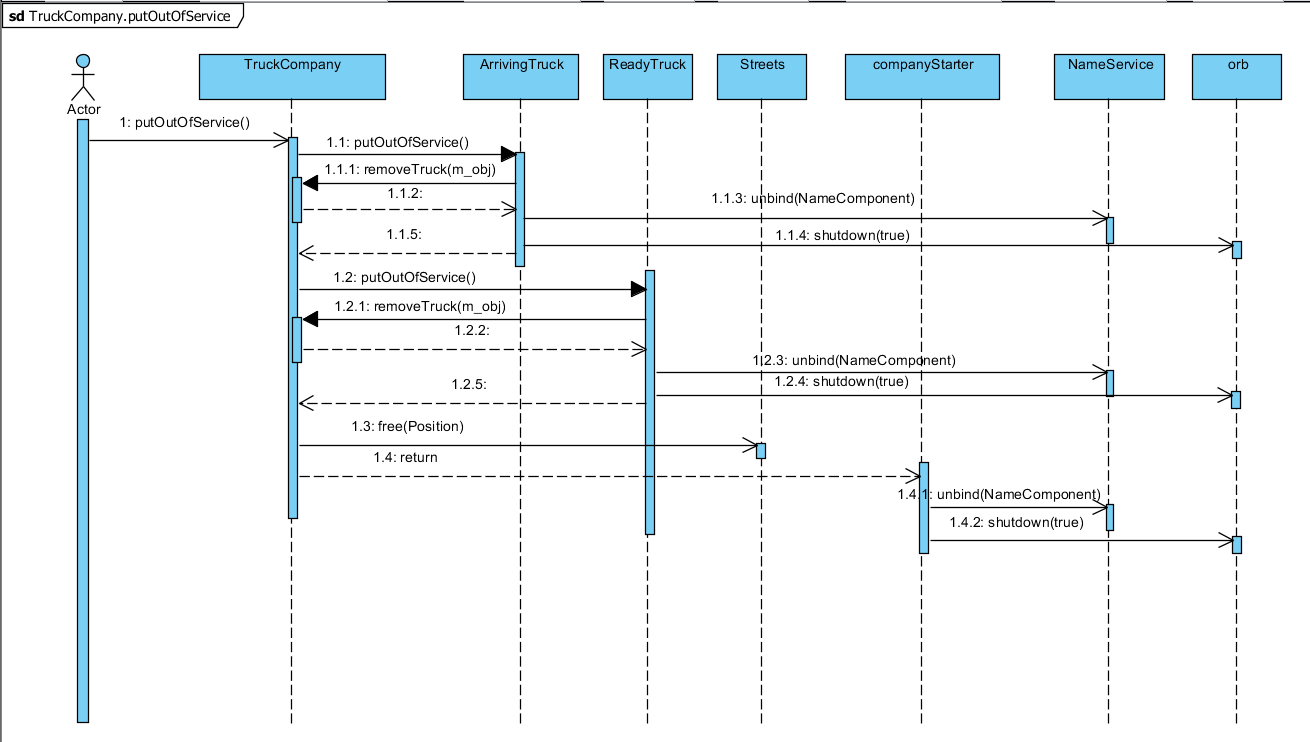 sd TruckCompany.putOutOfService
TruckCompany
ArrivingTruck
ReadyTruck
Streets
companyStarter
NameService
orb
Actor
1: putOutOfService()
1.1: putOutOfService()
1.1.1: removeTruck(m_obj)
1.1.2:
1.1.3: unbind(NameComponent)
1.1.4: shutdown(true)
1.1.5:
1.2: putOutOfService()
1.2.1: removeTruck(m_obj)
1.2.2:
1.2.3: unbind(NameComponent)
1.2.4: shutdown(true)
1.2.5:
1.3: free(Position)
1.4: return
1.4.1: unbind(NameComponent)
1.4.2: shutdown(true)